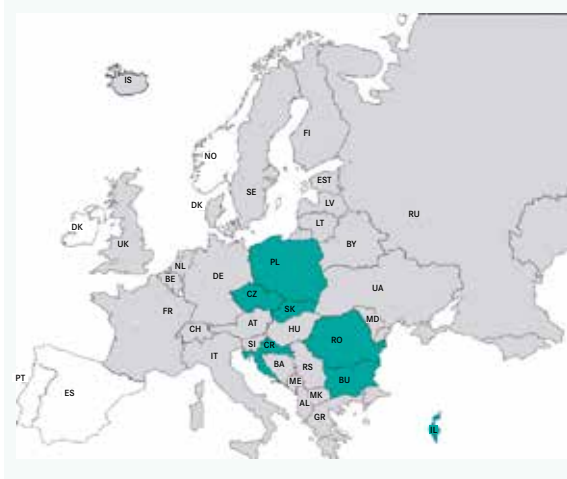 IS
FI
NO
EST
SE
LV
DK
RU
LT
DK
UK
BY
PL
NL
DE
BE
UA
CZ
SK
FR
MD
AT
CH
HU
RO
SI
CR
IT
BA
RS
PT
ME
BU
ES
MK
AL
GR
IL